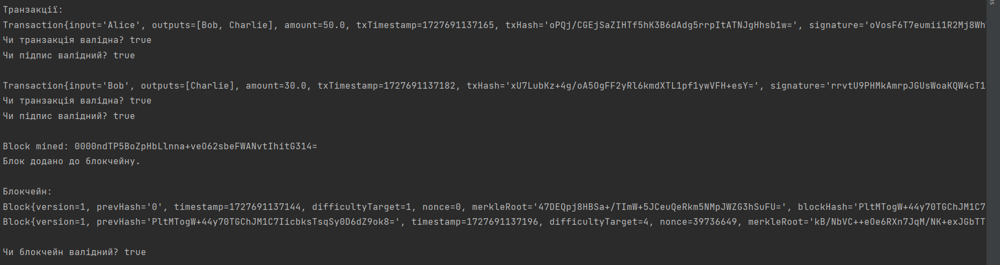 Транзакції:
Transaction{input='Alice', outputs=[Bob, Charlie], amount=50.0, txTimestamp=1727691137165, txHash='oPQj/CGEjSaZIHTf5hK3B6dAdg5rrpItATNJgHhsb1w=', signature='oVosF6T7eumii1R2Mj8Wh
Чи транзакція валідна? true
Чи підпис валідний? true
Transaction{input='Bob', outputs=[Charlie], amount=30.0, txTimestamp=1727691137182, txHash='xU7LubKz+4g/oA5OgFF2yRl6kmdXTL1pf1ywVFH+esY=', signature='rrvtU9PHMkAmrpJGUsWoaKQW4cT1
Чи транзакція валідна? true
Чи підпис валідний? true
Block mined: 0000ndTP5BoZpHbLlnna+veO62sbeFWANvtIhitG314=
Блок додано до блокчейну.
Блокчейн:
Block{version=1, prevHash='0', timestamp=1727691137144, difficultyTarget=1, nonce=0, merkleRoot='47DEQpj8HBSa+/TImW+5JCeuQeRkm5NMpJWZG3hSuFU=', blockHash='PltMTogW+44y70TGChJM1C7
Block{version=1, prevHash='PltMTogW+44y70TGChJM1C7IicbksTsqSy0D6dZ9ok8=', timestamp=1727691137196, difficultyTarget=4, nonce=39736649, merkleRoot='kB/NbVC++eOe6RXn7JqM/NK+exJGbTT
Чи блокчейн валідний? true